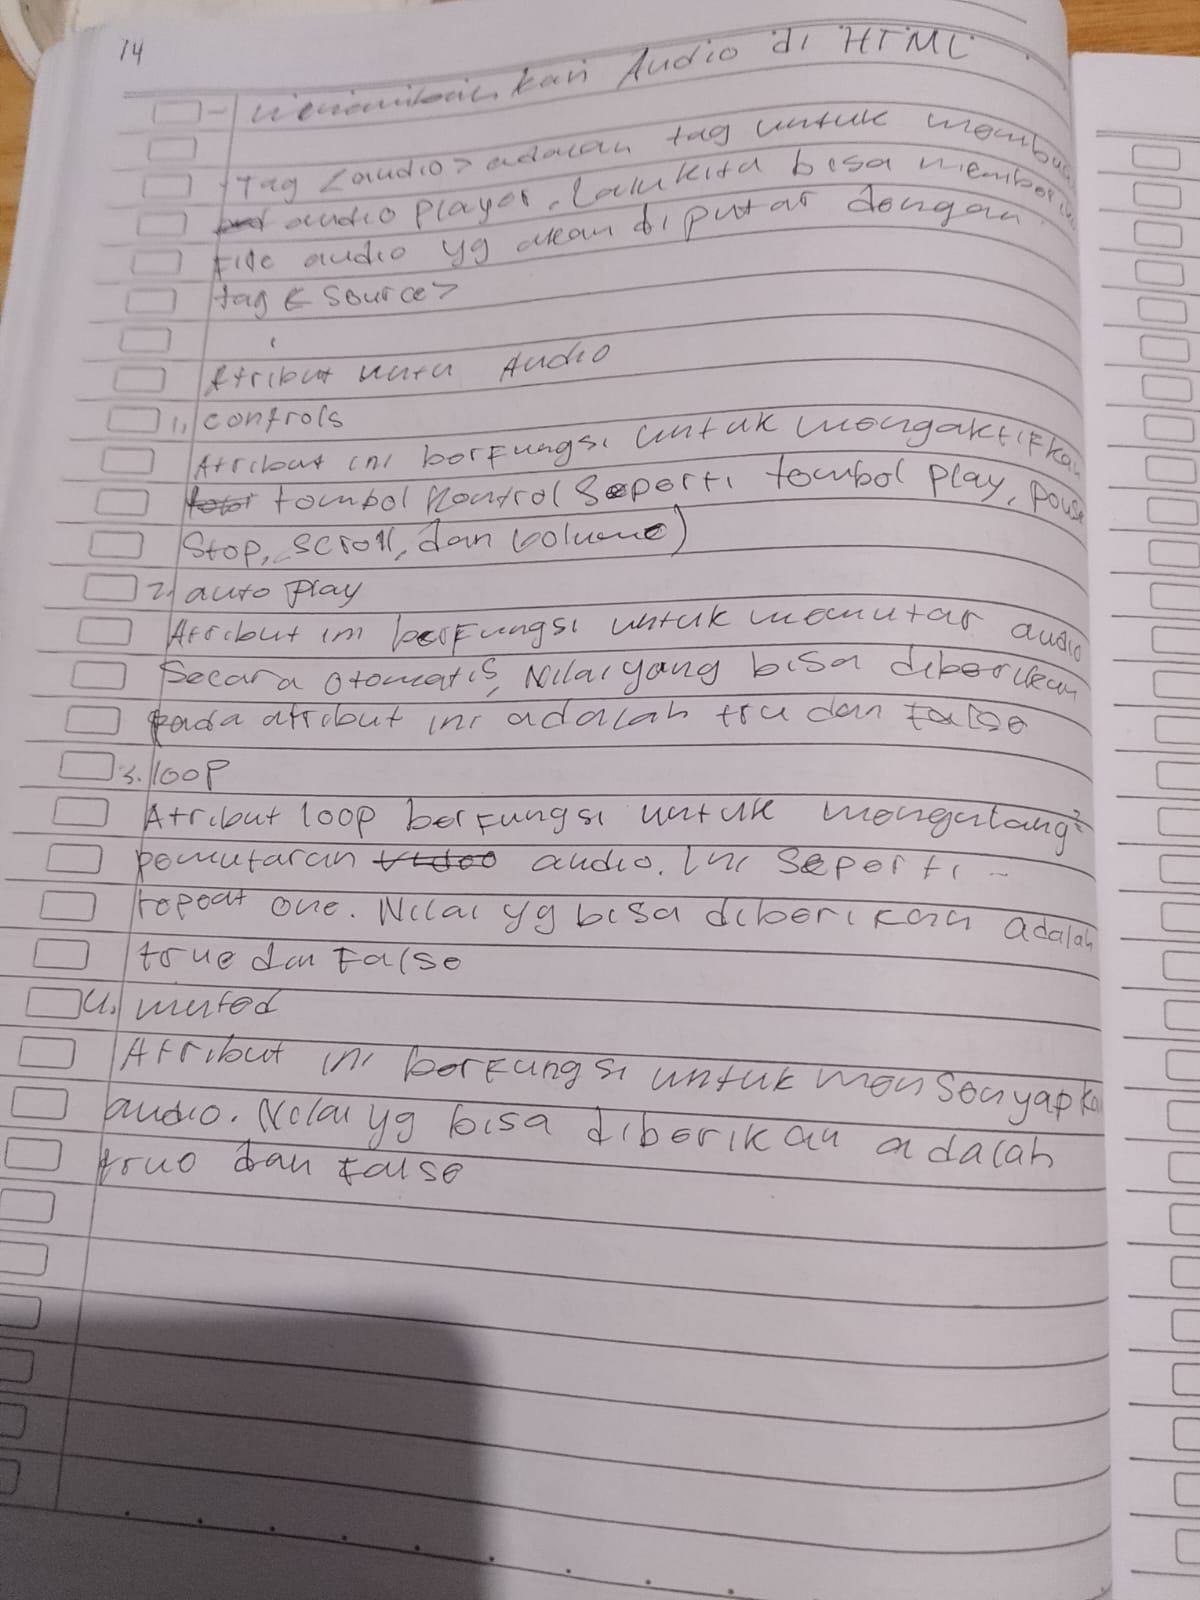 14
- Menambahkan Audio di HTML
Tag <audio> adalah tag untuk membuat
audio player. Lalu kita bisa memberikan
File audio yg akan diputar dengan
tag <source>
Atribut untu Audio
1. controls
Atribut ini berfungsi untuk mengaktifkan
tombol kontrol seperti tombol play, pouse
Stop, scroll, dan volume)
2. auto play
Atribut ini berfungsi untuk memutar audio
Secara otomatis, Nilai yang bisa diberikan
pada atribut ini adalah tru dan False
3. loop
Atribut loop berfungsi untuk mengulang²
pemutaran video audio. Ini Seperti -
repeat one. Nilai yg bisa diberikan adalah
true dan False
4. muted
Atribut ini berfungsi untuk mensenyapkan
audio. Nilai yg bisa diberikan adalah
true dan False